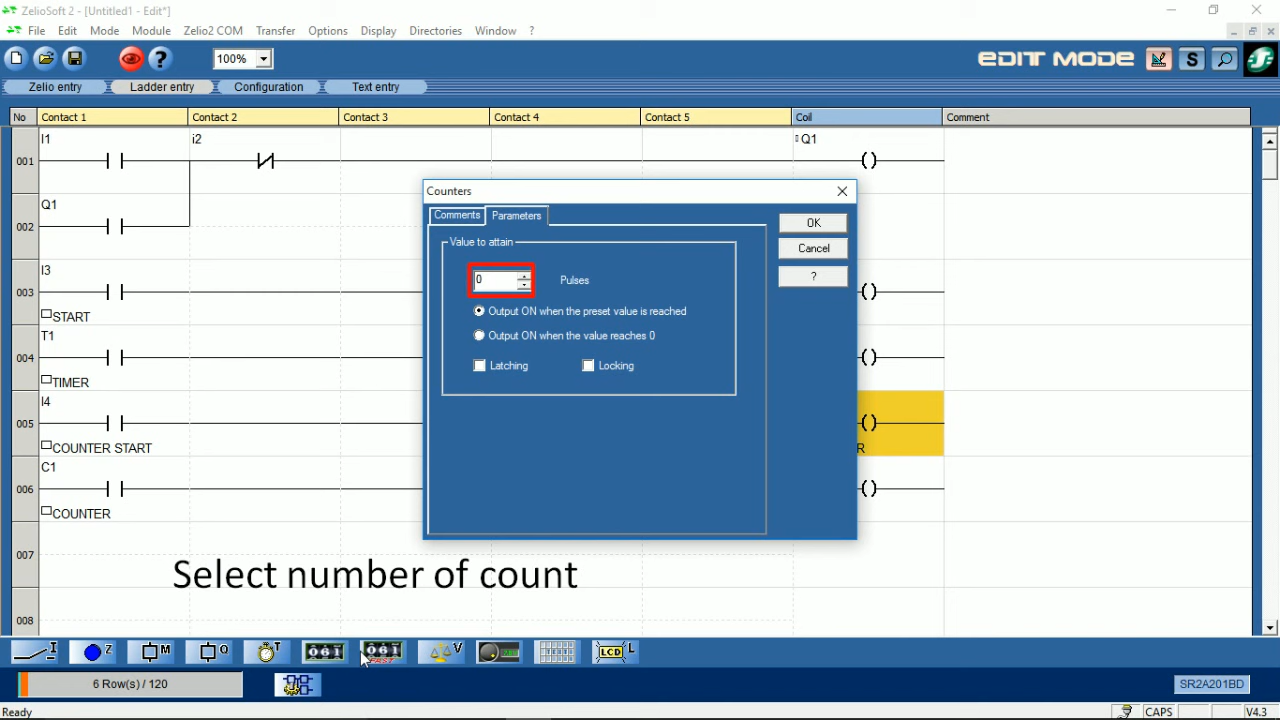 ZelioSoft 2 - [Untitled1 - Edit*]
File Edit Mode Module Zelio2 COM Transfer Options Display Directories Window ?
100% EDIT MODE S
Zelio entry Ladder entry Configuration Text entry
No Contact 1 Contact 2 Contact 3 Contact 4 Contact 5 Coil Comment
I1 i2 Q1
001
Q1
002
I3
003
START
T1
004
TIMER
I4
005
COUNTER START R
C1
006
COUNTER
007
008
Counters
Comments Parameters
OK
Cancel
?
Value to attain
0 Pulses
Output ON when the preset value is reached
Output ON when the value reaches 0
Latching Locking
Select number of count
I Z M Q T 061 061 FAST V LCD L
6 Row(s) / 120 SR2A201BD
Ready CAPS V4.3